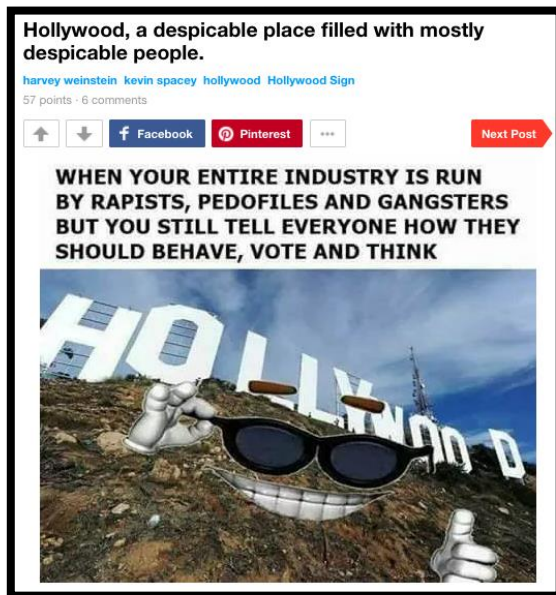 Hollywood, a despicable place filled with mostly
despicable people.
harvey weinstein kevin spacey hollywood Hollywood Sign
57 points · 6 comments
f Facebook Pinterest ••• Next Post
WHEN YOUR ENTIRE INDUSTRY IS RUN
BY RAPISTS, PEDOFILES AND GANGSTERS
BUT YOU STILL TELL EVERYONE HOW THEY
SHOULD BEHAVE, VOTE AND THINK
HOLLYWOOD